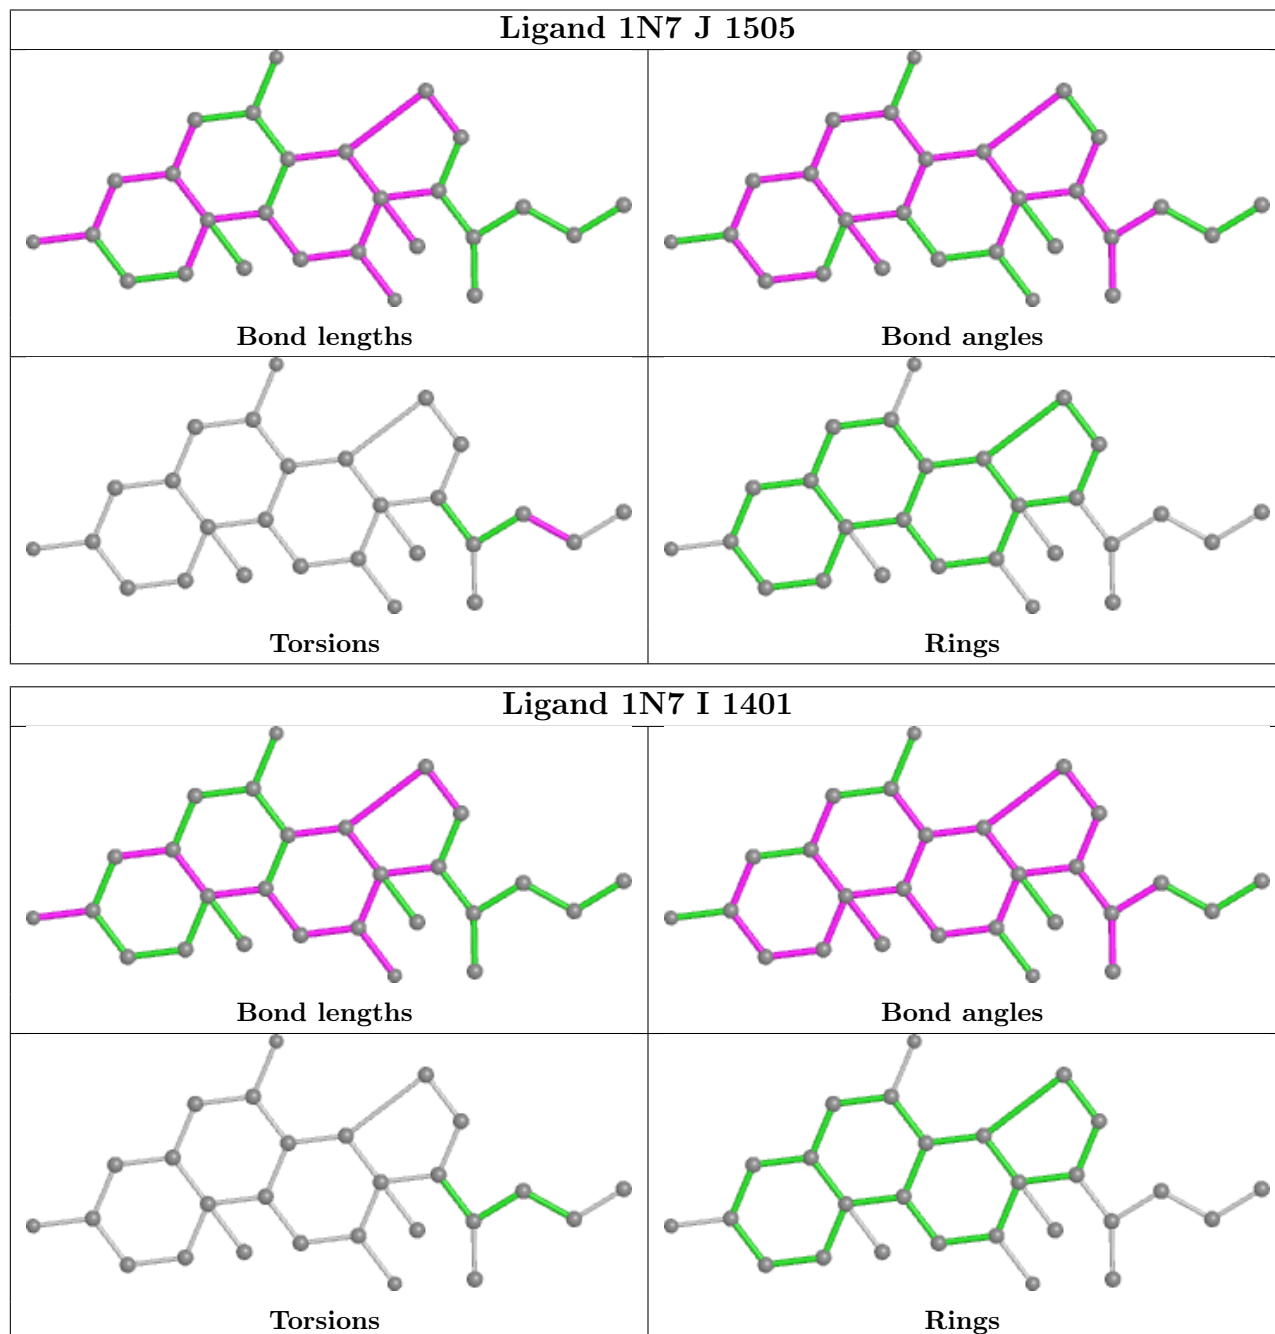 Ligand 1N7 J 1505
Bond lengths
Bond angles
Torsions
Rings
Ligand 1N7 I 1401
Bond lengths
Bond angles
Torsions
Rings